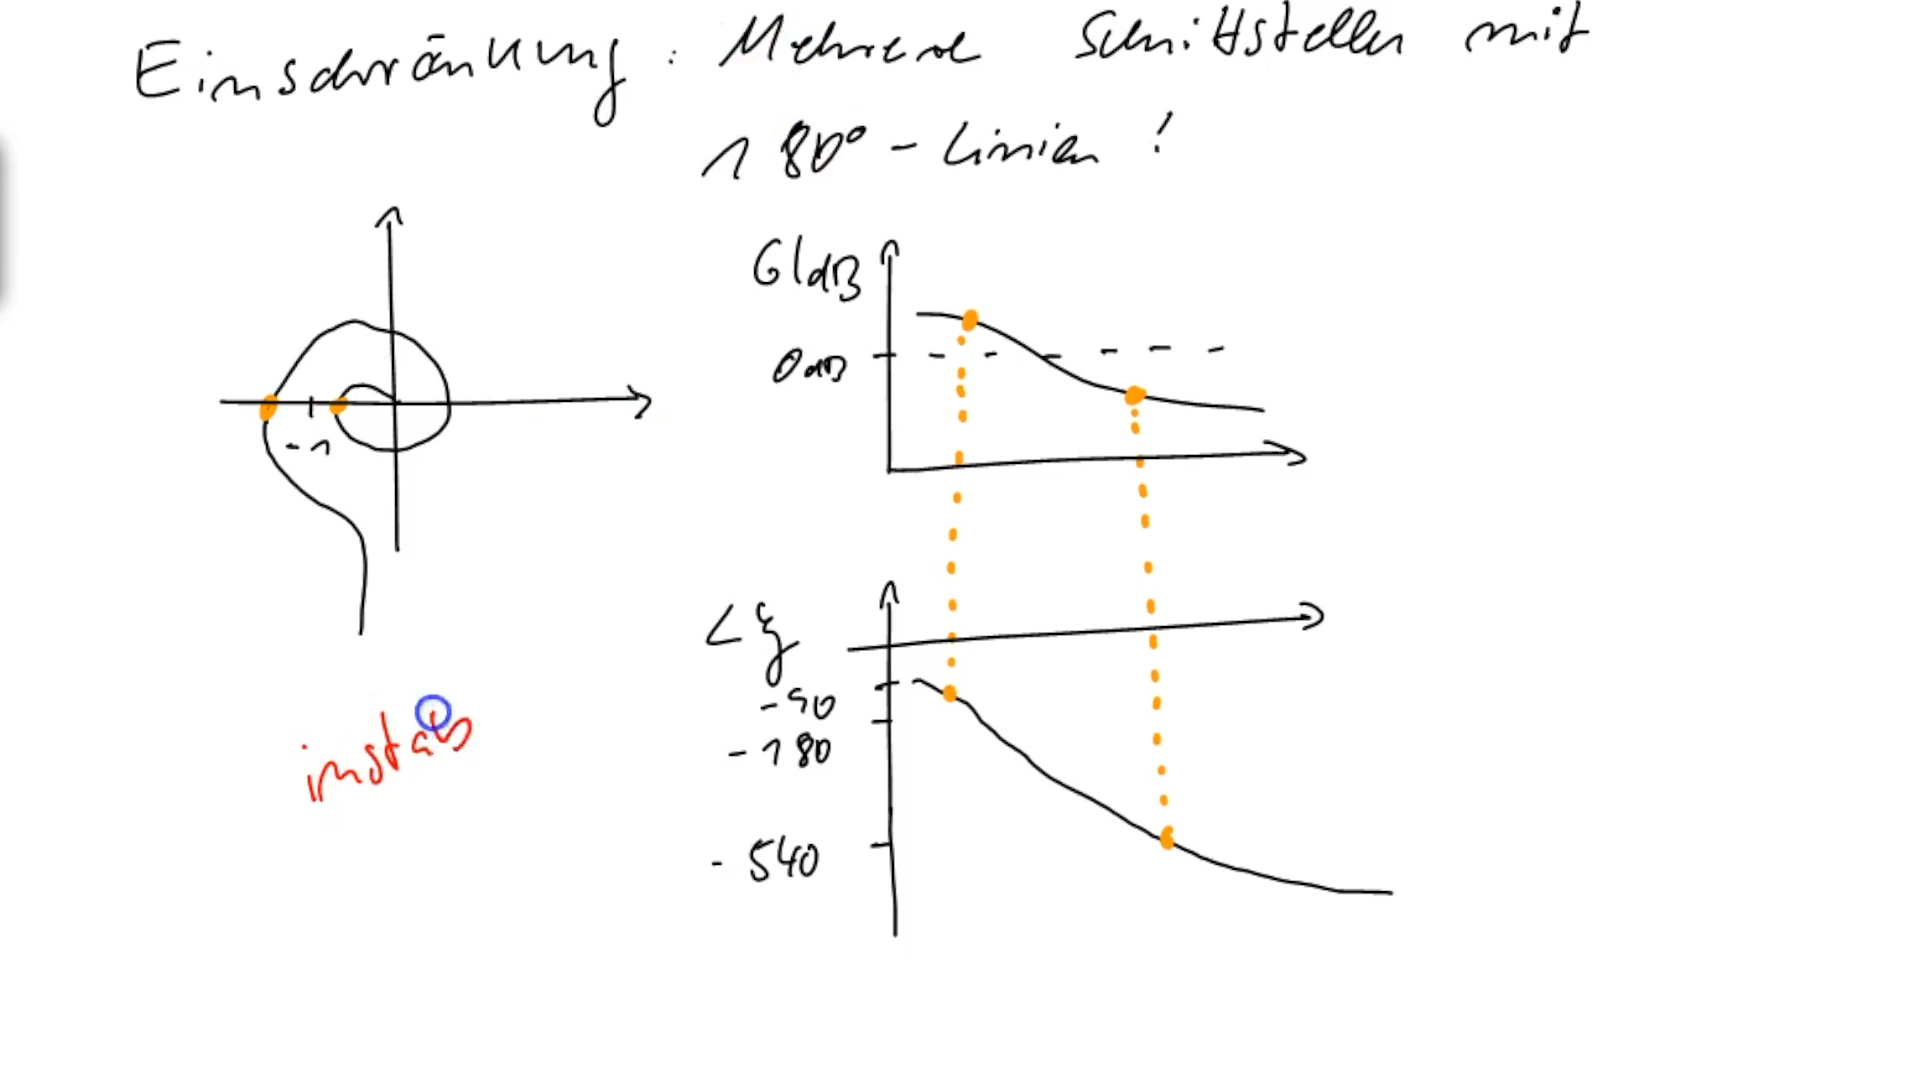 Einschränkung: Mehrere Schnittstellen mit
180° - Linien !
G|dB
0dB
-1
-90
-180
-540
instab